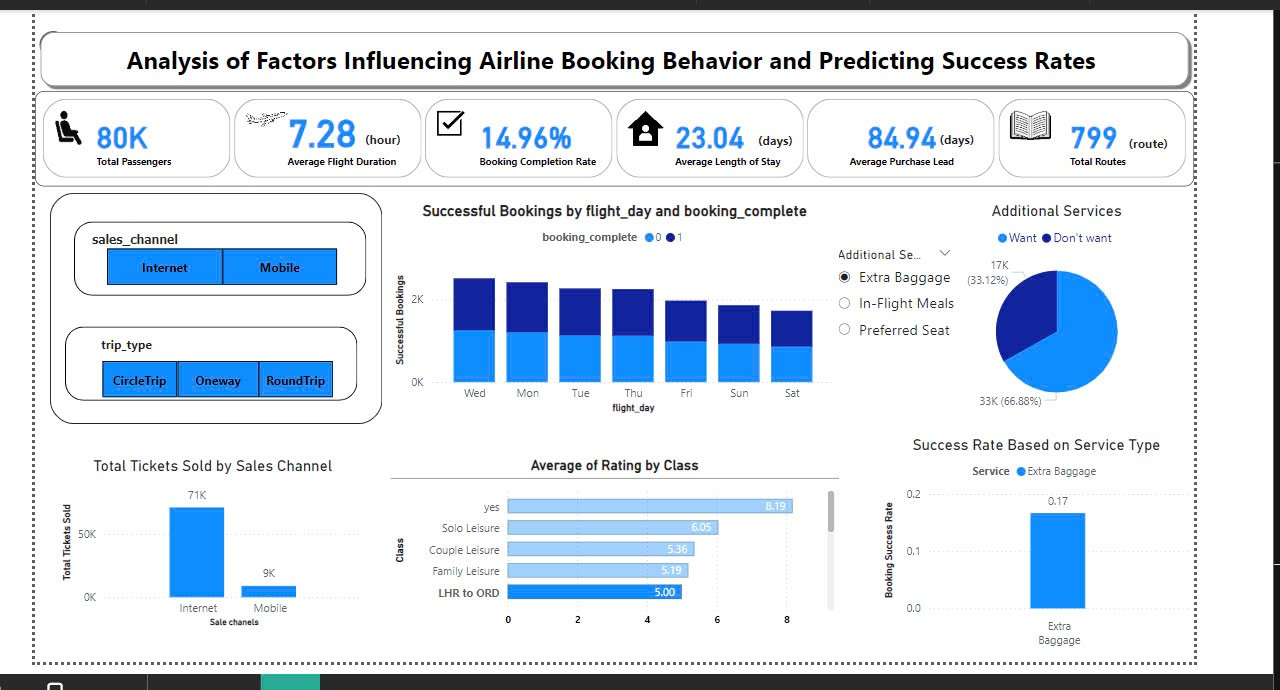 Analysis of Factors Influencing Airline Booking Behavior and Predicting Success Rates
80K
Total Passengers
7.28 (hour)
Average Flight Duration
14.96%
Booking Completion Rate
23.04 (days)
Average Length of Stay
84.94 (days)
Average Purchase Lead
799 (route)
Total Routes
sales_channel
Internet Mobile
trip_type
CircleTrip Oneway RoundTrip
Successful Bookings by flight_day and booking_complete
booking_complete 0 1
Successful Bookings
2K
0K
Wed Mon Tue Thu Fri Sun Sat
flight_day
Additional Se...
Extra Baggage
In-Flight Meals
Preferred Seat
Additional Services
Want Don't want
17K
(33.12%)
33K (66.88%)
Total Tickets Sold by Sales Channel
Total Tickets Sold
71K
50K
9K
0K
Internet Mobile
Sale chanels
Average of Rating by Class
Class
yes 8.19
Solo Leisure 6.05
Couple Leisure 5.36
Family Leisure 5.19
LHR to ORD 5.00
0 2 4 6 8
Success Rate Based on Service Type
Service Extra Baggage
Booking Success Rate
0.2
0.17
0.1
0.0
Extra
Baggage